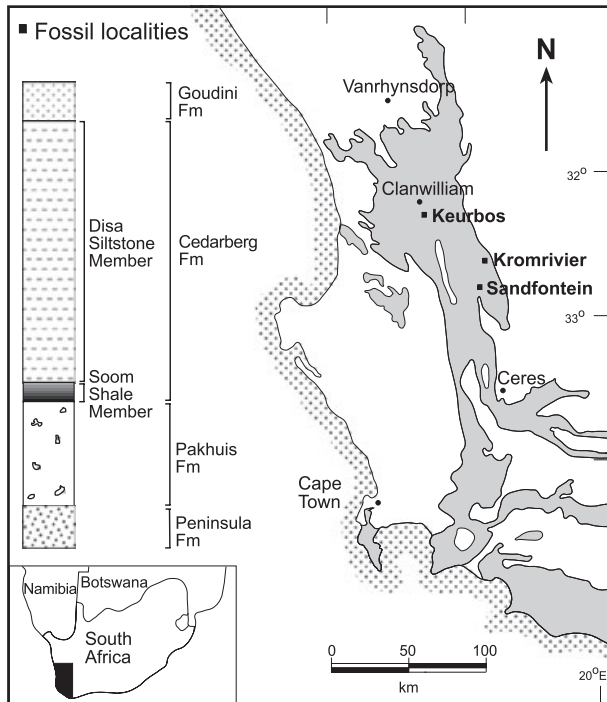 Fossil localities
Goudini
Fm
Disa
Siltstone
Member
Cedarberg
Fm
Soom
Shale
Member
Pakhuis
Fm
Peninsula
Fm
Namibia
Botswana
South
Africa
N
Vanrhynsdorp
Clanwilliam
Keurbos
Kromrivier
Sandfontein
Ceres
Cape
Town
32°
33°
0 50 100
km
20°E